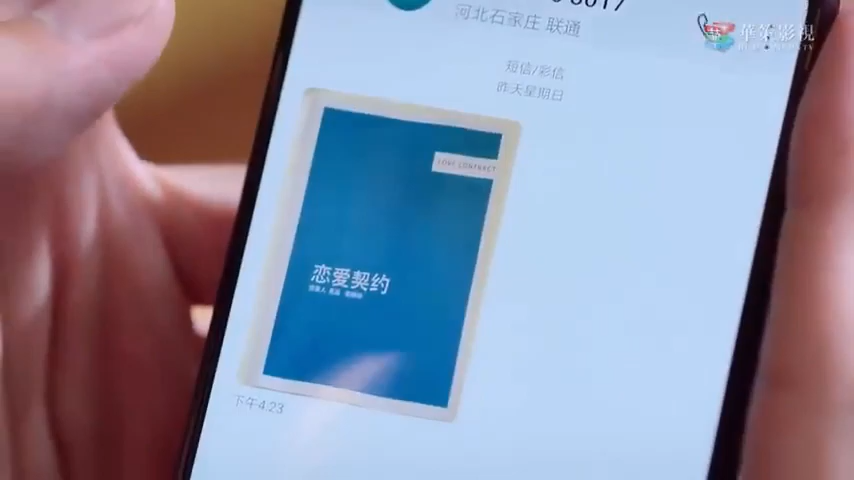 河北石家庄 联通
華策影視
短信/彩信
昨天星期日
LOVE CONTRACT
恋爱契约
下午4:23